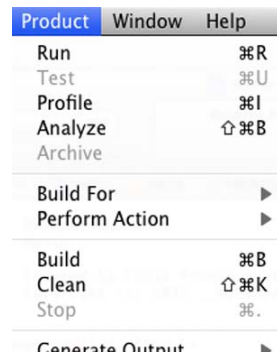 Product Window Help
Run ⌘R
Test ⌘U
Profile ⌘I
Analyze ⇧⌘B
Archive
Build For ▶
Perform Action ▶
Build ⌘B
Clean ⇧⌘K
Stop ⌘.
Generate Output ▶